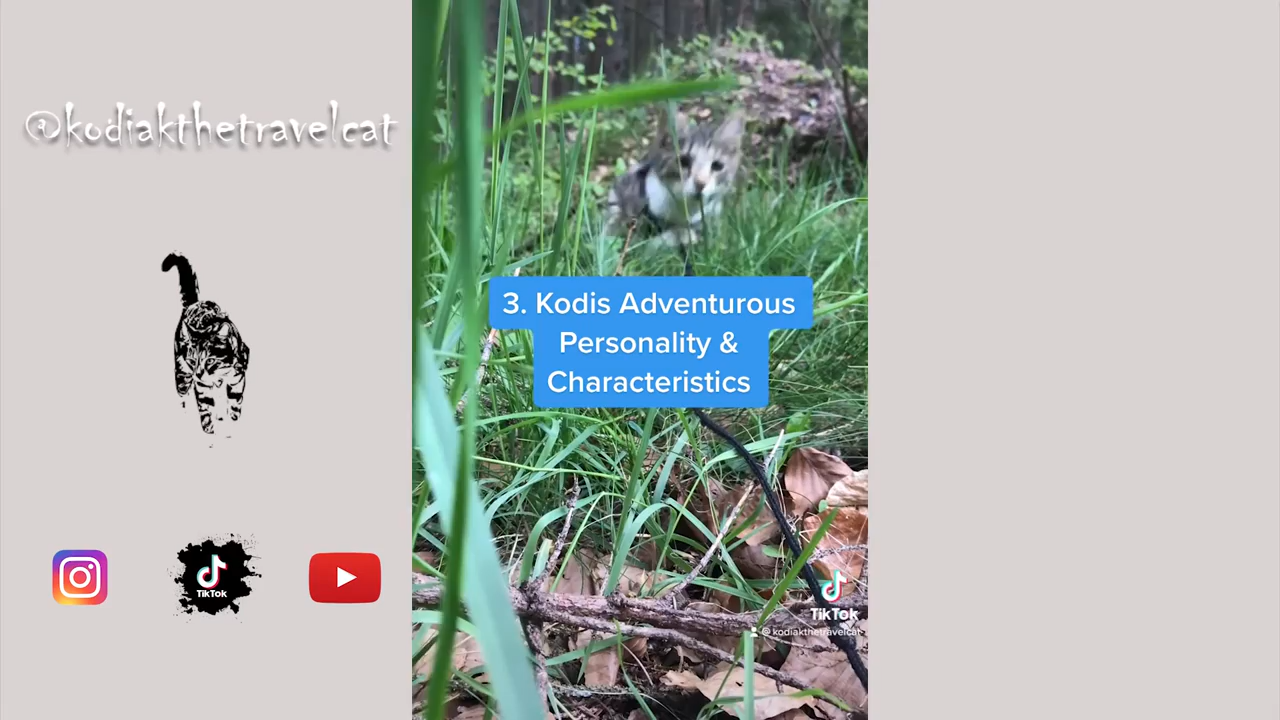 @kodiakthetravelcat
3. Kodis Adventurous
Personality &
Characteristics
TikTok
TikTok
@kodiakthetravelcat